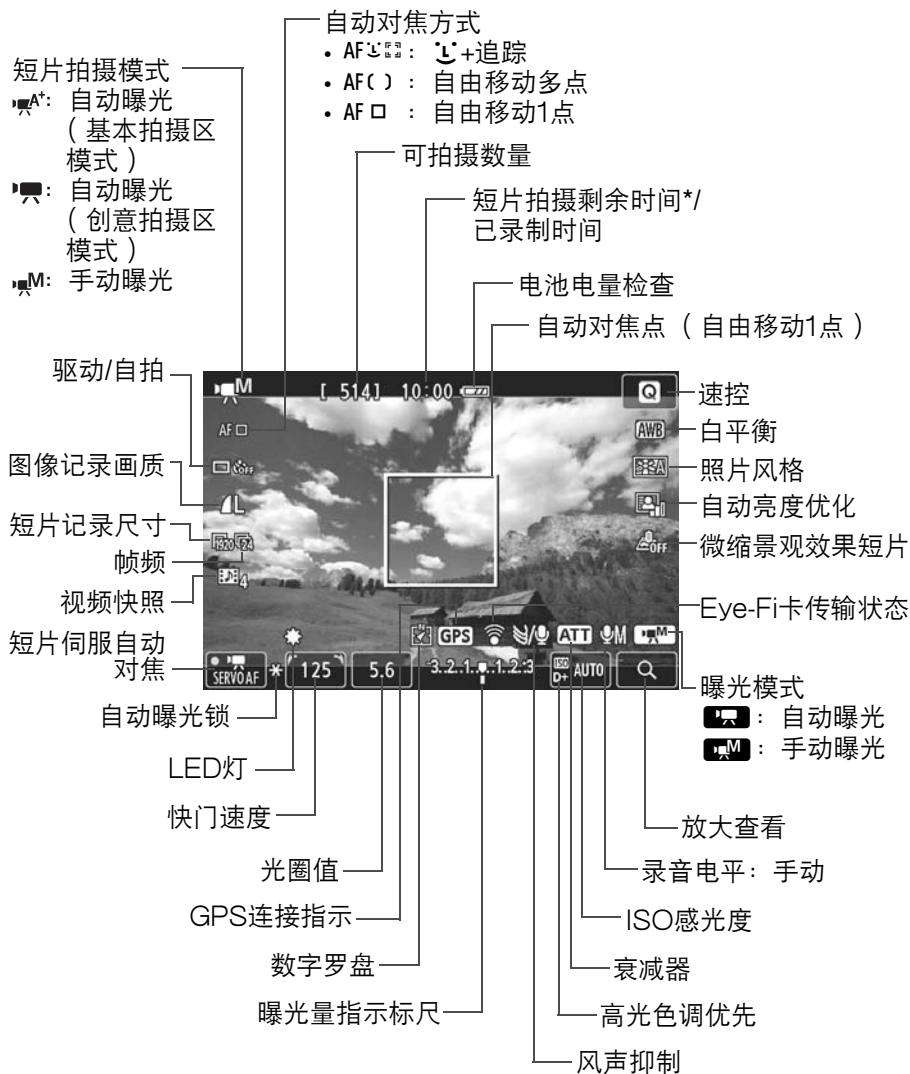 自动对焦方式
• AF: +追踪
• AF( ): 自由移动多点
• AF□: 自由移动1点
短片拍摄模式
A+: 自动曝光
(基本拍摄区
模式)
: 自动曝光
(创意拍摄区
模式)
M: 手动曝光
可拍摄数量
短片拍摄剩余时间*/
已录制时间
电池电量检查
自动对焦点(自由移动1点)
驱动/自拍
图像记录画质
短片记录尺寸
帧频
视频快照
短片伺服自动
对焦
自动曝光锁
LED灯
快门速度
光圈值
GPS连接指示
数字罗盘
曝光量指示标尺
M [ 514] 10:00 Q
AF□
OFF
L
1920 24
4
AWB
A
OFF
N GPS ATT M M
SERVO AF * 125 5.6 -3..2..1..■..1..2..3 ISO D+ AUTO
速控
白平衡
照片风格
自动亮度优化
微缩景观效果短片
Eye-Fi卡传输状态
曝光模式
: 自动曝光
M: 手动曝光
放大查看
录音电平: 手动
ISO感光度
衰减器
高光色调优先
风声抑制